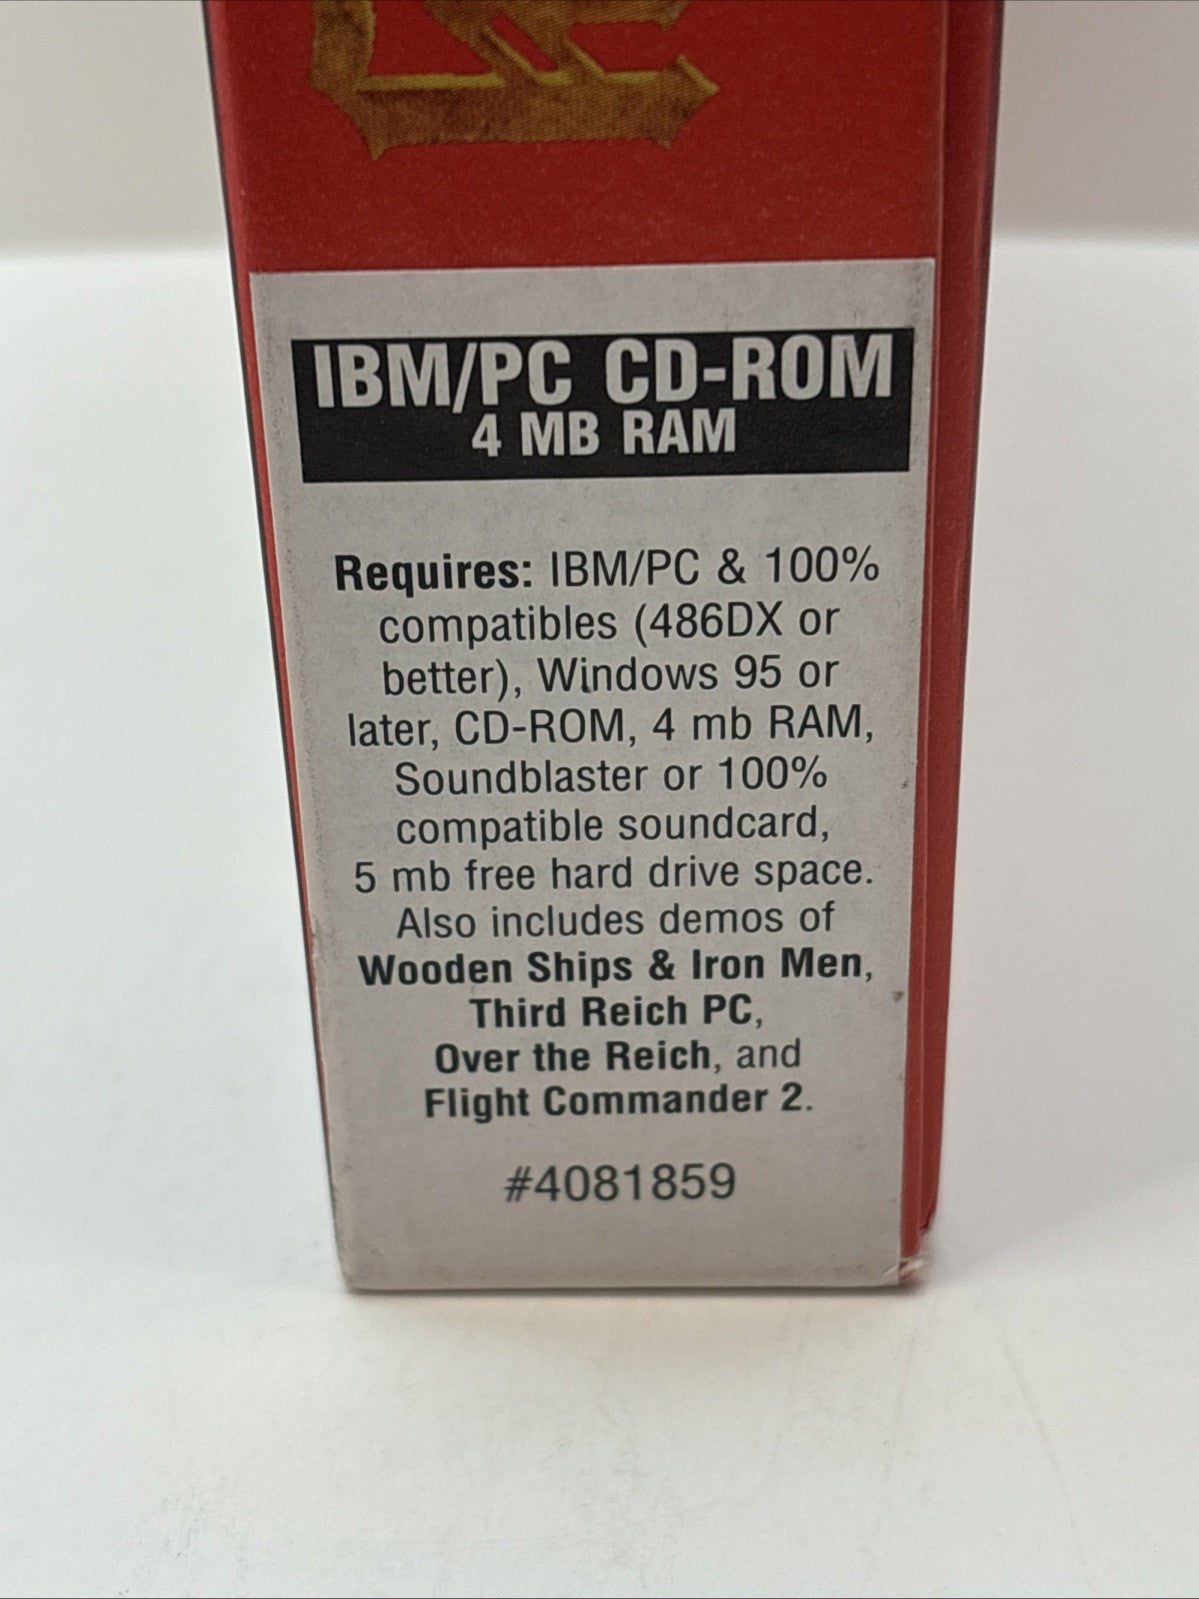 IBM/PC CD-ROM
4 MB RAM
Requires: IBM/PC & 100%
compatibles (486DX or
better), Windows 95 or
later, CD-ROM, 4 mb RAM,
Soundblaster or 100%
compatible soundcard,
5 mb free hard drive space.
Also includes demos of
Wooden Ships & Iron Men,
Third Reich PC,
Over the Reich, and
Flight Commander 2.
#4081859